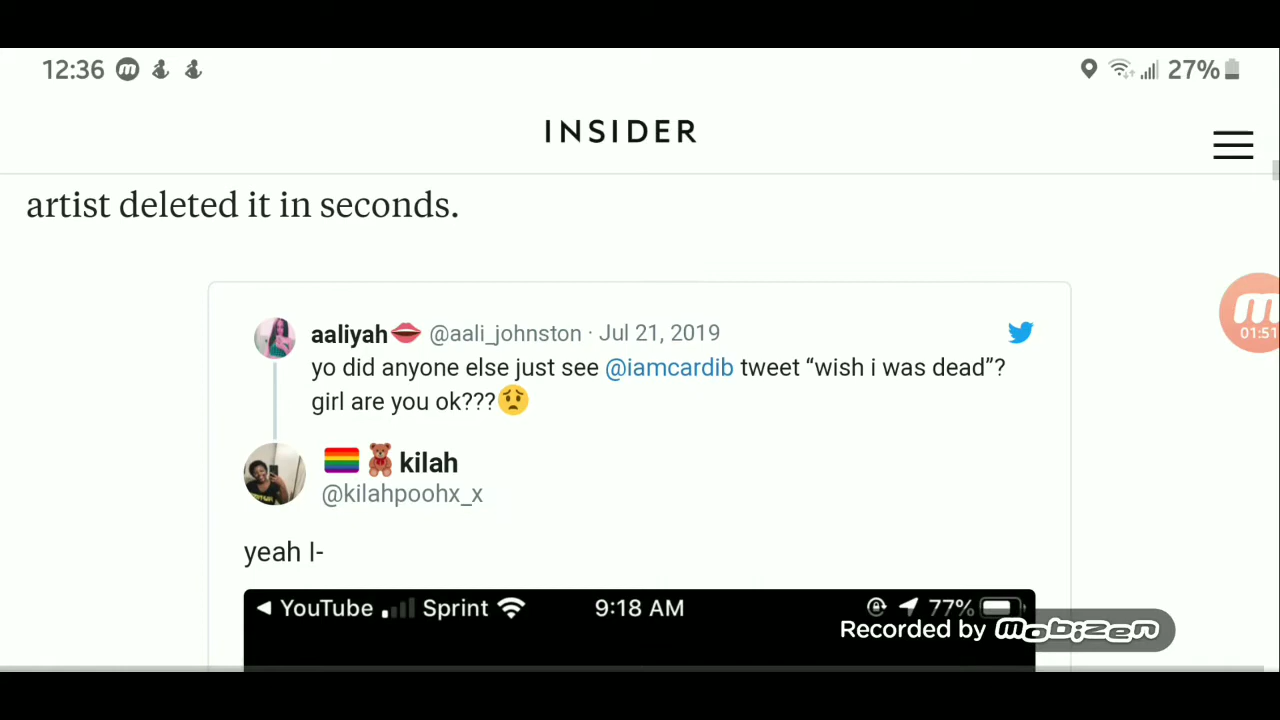 12:36
27%
INSIDER
artist deleted it in seconds.
aaliyah @aali_johnston · Jul 21, 2019
yo did anyone else just see @iamcardib tweet “wish i was dead”?
girl are you ok???
kilah
@kilahpoohx_x
yeah I-
YouTube Sprint 9:18 AM 77%
Recorded by mobizen
01:51